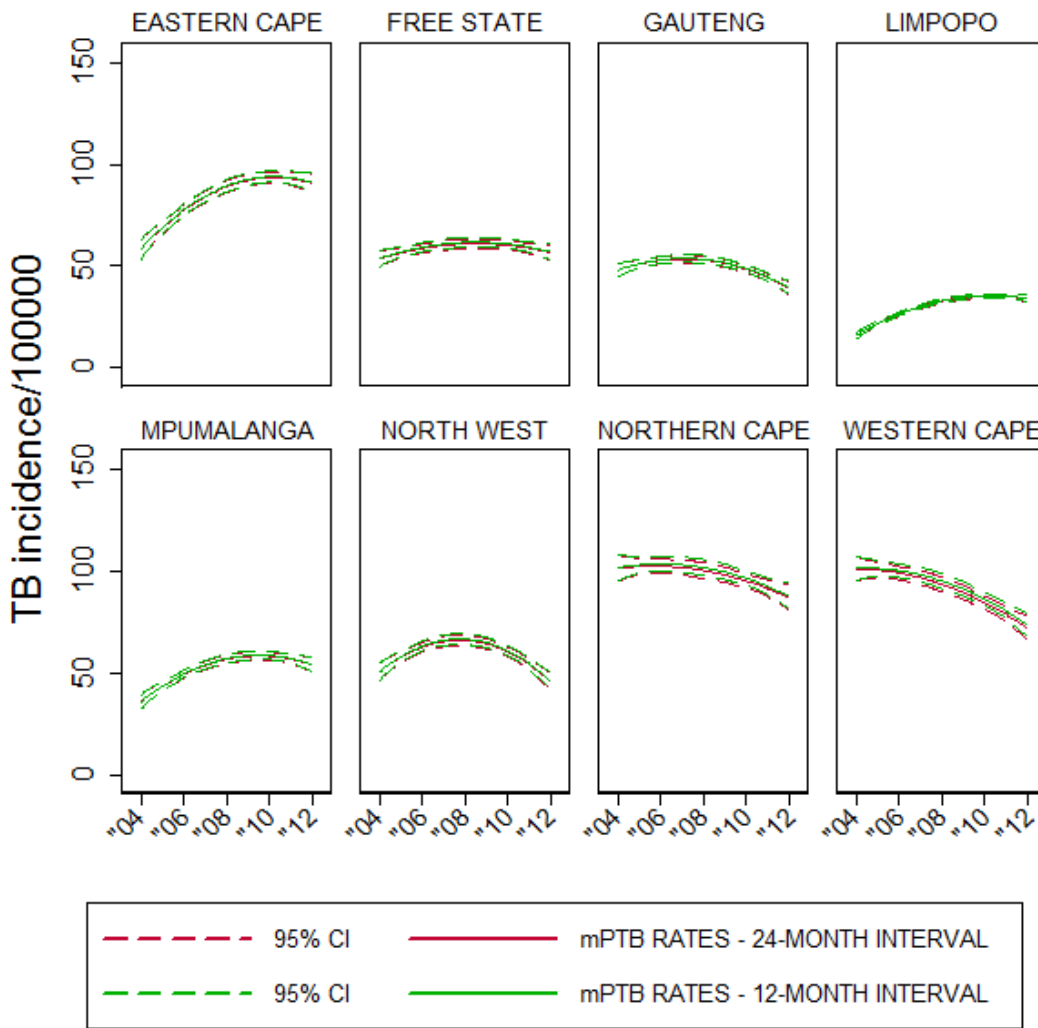 EASTERN CAPE FREE STATE GAUTENG LIMPOPO
150
100
50
0
TB incidence/100000
MPUMALANGA NORTH WEST NORTHERN CAPE WESTERN CAPE
150
100
50
0
"04 "06 "08 "10 "12 "04 "06 "08 "10 "12 "04 "06 "08 "10 "12 "04 "06 "08 "10 "12
95% CI mPTB RATES - 24-MONTH INTERVAL
95% CI mPTB RATES - 12-MONTH INTERVAL